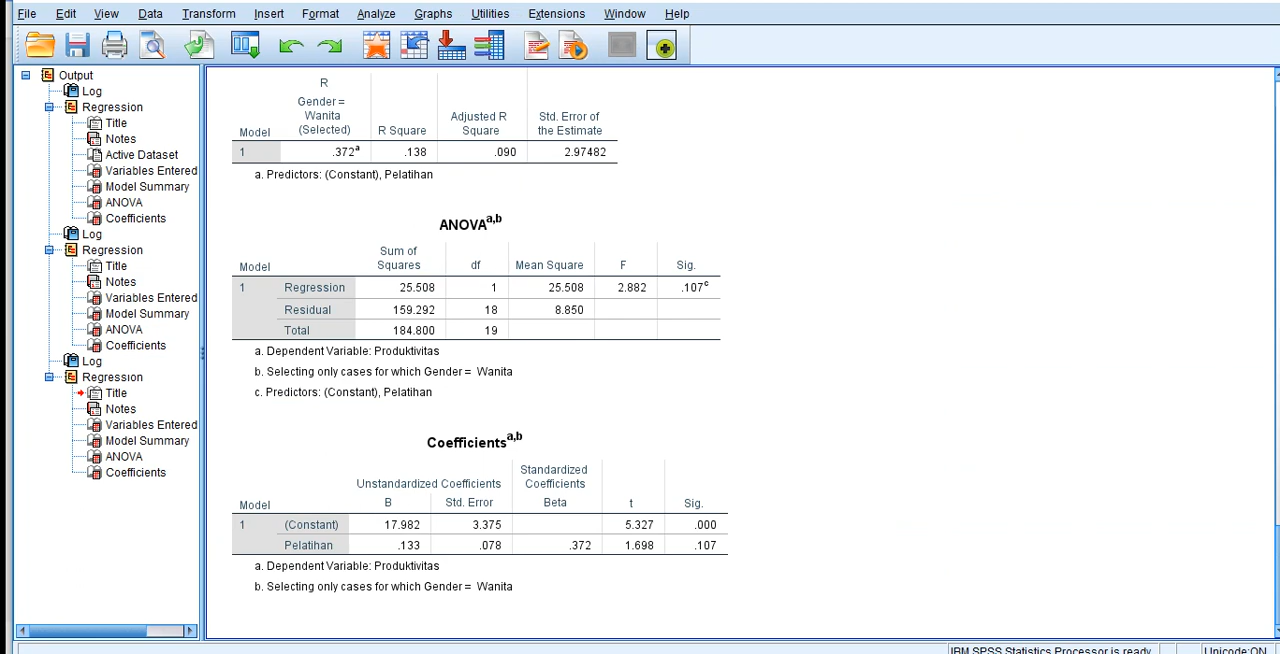 File Edit View Data Transform Insert Format Analyze Graphs Utilities Extensions Window Help
Output
Log
Regression
Title
Notes
Active Dataset
Variables Entered
Model Summary
ANOVA
Coefficients
Log
Regression
Title
Notes
Variables Entered
Model Summary
ANOVA
Coefficients
Log
Regression
Title
Notes
Variables Entered
Model Summary
ANOVA
Coefficients
R
Gender =
Wanita
(Selected)
Model R Square Adjusted R Square Std. Error of the Estimate
1 .372a .138 .090 2.97482
a. Predictors: (Constant), Pelatihan
ANOVAa,b
Model Sum of Squares df Mean Square F Sig.
1 Regression 25.508 1 25.508 2.882 .107c
Residual 159.292 18 8.850
Total 184.800 19
a. Dependent Variable: Produktivitas
b. Selecting only cases for which Gender = Wanita
c. Predictors: (Constant), Pelatihan
Coefficientsa,b
Unstandardized Coefficients Standardized Coefficients
Model B Std. Error Beta t Sig.
1 (Constant) 17.982 3.375 5.327 .000
Pelatihan .133 .078 .372 1.698 .107
a. Dependent Variable: Produktivitas
b. Selecting only cases for which Gender = Wanita
IBM SPSS Statistics Processor is ready Unicode:ON